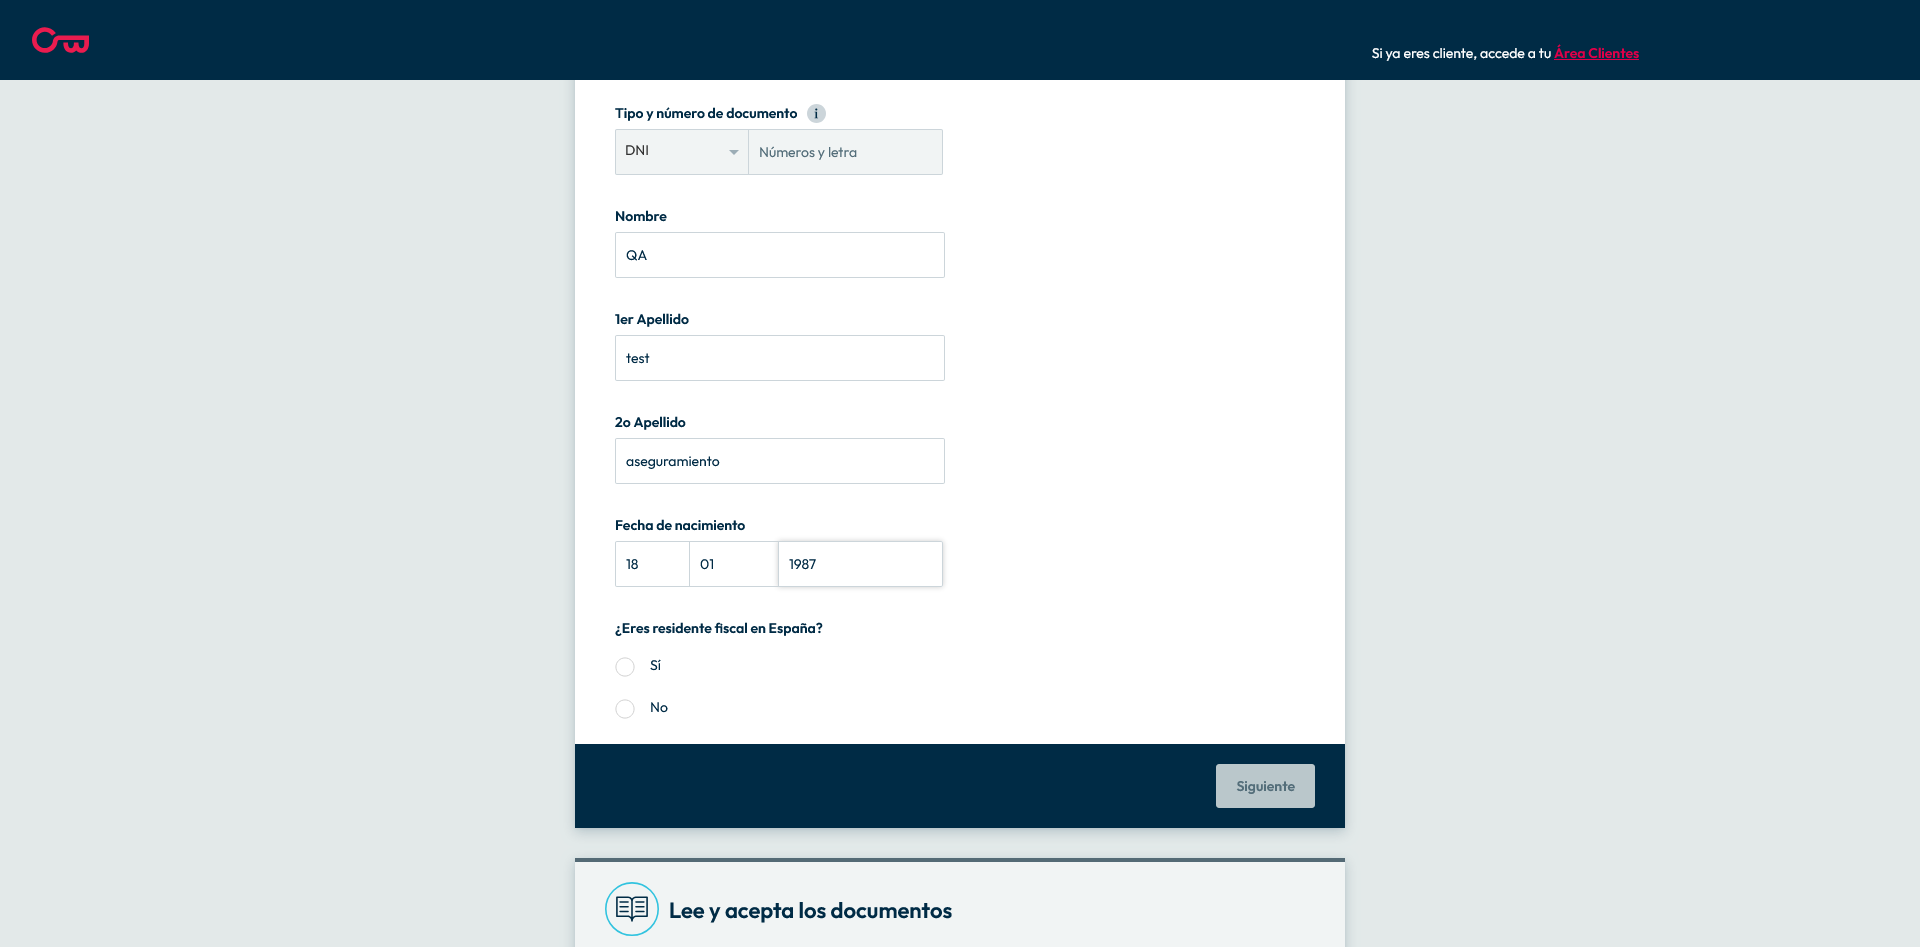 Si ya eres cliente, accede a tu Área Clientes
Tipo y número de documento i
DNI Números y letra
Nombre
QA
1er Apellido
test
2o Apellido
aseguramiento
Fecha de nacimiento
18 01 1987
¿Eres residente fiscal en España?
Sí
No
Siguiente
Lee y acepta los documentos